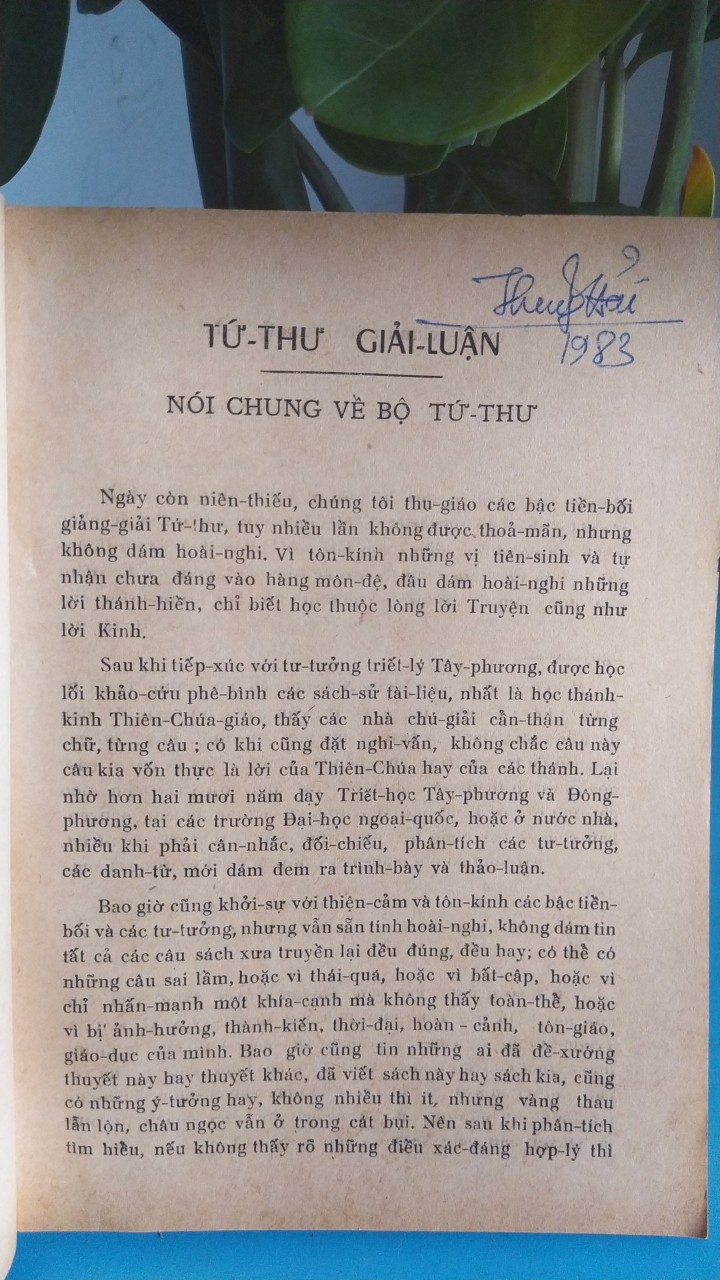 1983
TỨ-THƯ GIẢI-LUẬN
NÓI CHUNG VỀ BỘ TỨ-THƯ
Ngày còn niên-thiếu, chúng tôi thụ-giáo các bậc tiền-bối
giảng-giải Tứ-thư, tuy nhiều lần không được thoả-mãn, nhưng
không dám hoài-nghi. Vì tôn-kính những vị tiên-sinh và tự
nhận chưa đáng vào hàng môn-đệ, đâu dám hoài-nghi những
lời thánh-hiền, chỉ biết học thuộc lòng lời Truyện cũng như
lời Kinh.
Sau khi tiếp-xúc với tư-tưởng triết-lý Tây-phương, được học
lối khảo-cứu phê-bình các sách-sử tài-liệu, nhất là học thánh-
kinh Thiên-Chúa-giáo, thấy các nhà chú-giải cần-thận từng
chữ, từng câu ; có khi cũng đặt nghi-vấn, không chắc câu này
câu kia vốn thực là lời của Thiên-Chúa hay của các thánh. Lại
nhờ hơn hai mươi năm dạy Triết-học Tây-phương và Đông-
phương, tại các trường Đại-học ngoại-quốc, hoặc ở nước nhà,
nhiều khi phải cân-nhắc, đối-chiếu, phân-tích các tư-tưởng,
các danh-từ, mới dám đem ra trình-bày và thảo-luận.
Bao giờ cũng khởi-sự với thiện-cảm và tôn-kính các bậc tiền-
bối và các tư-tưởng, nhưng vẫn sẵn tính hoài-nghi, không dám tin
tất cả các câu sách xưa truyền lại đều đúng, đều hay; có thể có
những câu sai lầm, hoặc vì thái-quá, hoặc vì bất-cập, hoặc vì
chỉ nhấn-mạnh một khía-cạnh mà không thấy toàn-thể, hoặc
vì bị ảnh-hưởng, thành-kiến, thời-đại, hoàn - cảnh, tôn-giáo,
giáo-dục của mình. Bao giờ cũng tin những ai đã đề-xướng
thuyết này hay thuyết khác, đã viết sách này hay sách kia, cũng
có những ý-tưởng hay, không nhiều thì ít, nhưng vàng thau
lẫn lộn, châu ngọc vẫn ở trong cát bụi. Nên sau khi phân-tích
tìm hiểu, nếu không thấy rõ những điều xác-đáng hợp-lý thì